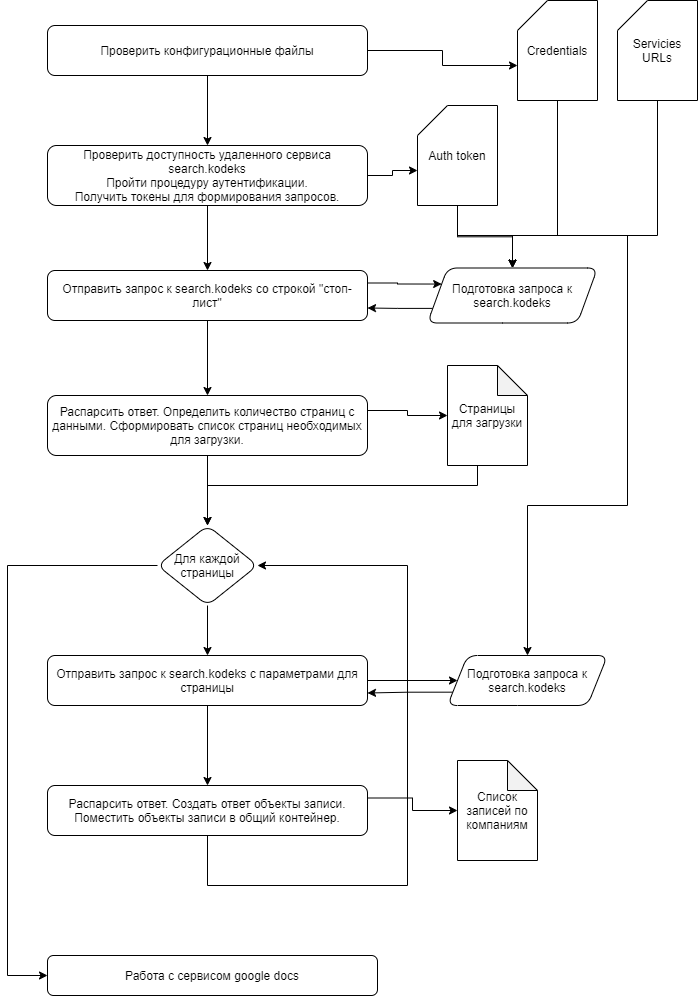 Проверить конфигурационные файлы
Credentials
Servicies
URLs
Проверить доступность удаленного сервиса
search.kodeks
Пройти процедуру аутентификации.
Получить токены для формирования запросов.
Auth token
Отправить запрос к search.kodeks со строкой "стоп-
лист"
Подготовка запроса к
search.kodeks
Распарсить ответ. Определить количество страниц с
данными. Сформировать список страниц необходимых
для загрузки.
Страницы
для загрузки
Для каждой
страницы
Отправить запрос к search.kodeks с параметрами для
страницы
Подготовка запроса к
search.kodeks
Распарсить ответ. Создать ответ объекты записи.
Поместить объекты записи в общий контейнер.
Список
записей по
компаниям
Работа с сервисом google docs